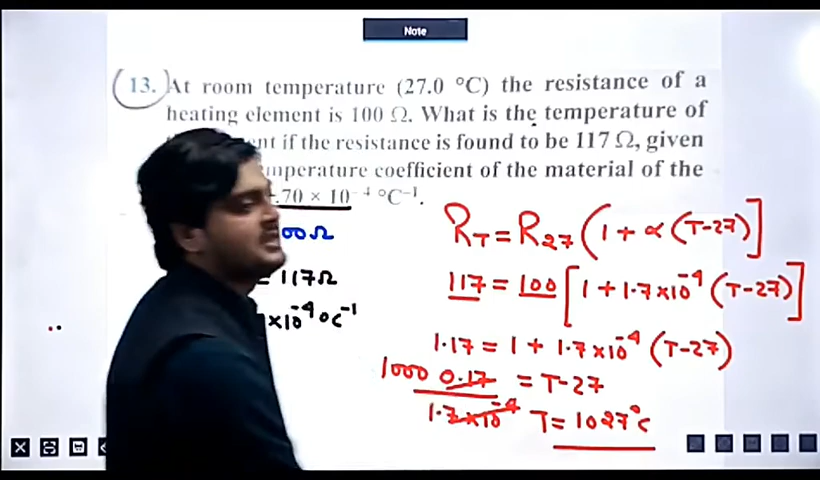 Note
13. At room temperature (27.0 °C) the resistance of a
heating element is 100 Ω. What is the temperature of
if the resistance is found to be 117 Ω, given
coefficient of the material of the
.70 × 10⁻⁴ °C⁻¹.
00Ω
= 117Ω
×10⁻⁴ °C⁻¹
R_T = R_27 (1 + α (T-27)]
117 = 100 [1 + 1.7×10⁻⁴ (T-27)]
1.17 = 1 + 1.7×10⁻⁴ (T-27)
1000 0.17 = T-27
1.7×10⁻⁴ T = 1027°C